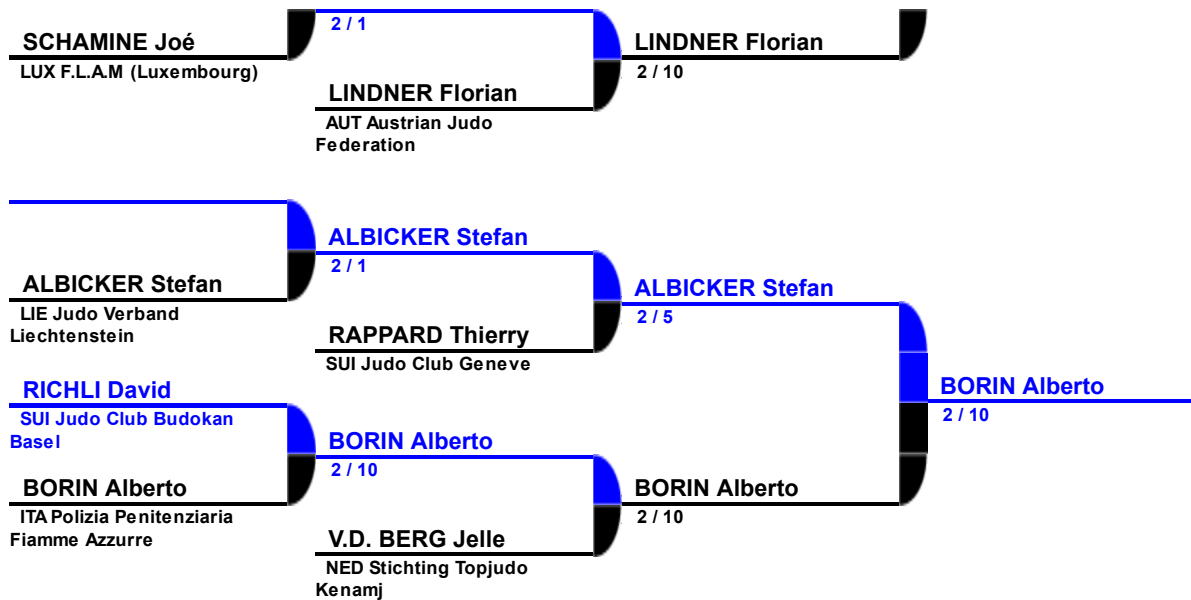 SCHAMINE Joé
LUX F.L.A.M (Luxembourg)
2 / 1
LINDNER Florian
AUT Austrian Judo
Federation
LINDNER Florian
2 / 10
ALBICKER Stefan
LIE Judo Verband
Liechtenstein
ALBICKER Stefan
2 / 1
RAPPARD Thierry
SUI Judo Club Geneve
ALBICKER Stefan
2 / 5
RICHLI David
SUI Judo Club Budokan
Basel
BORIN Alberto
ITA Polizia Penitenziaria
Fiamme Azzurre
BORIN Alberto
2 / 10
V.D. BERG Jelle
NED Stichting Topjudo
Kenamj
BORIN Alberto
2 / 10
BORIN Alberto
2 / 10